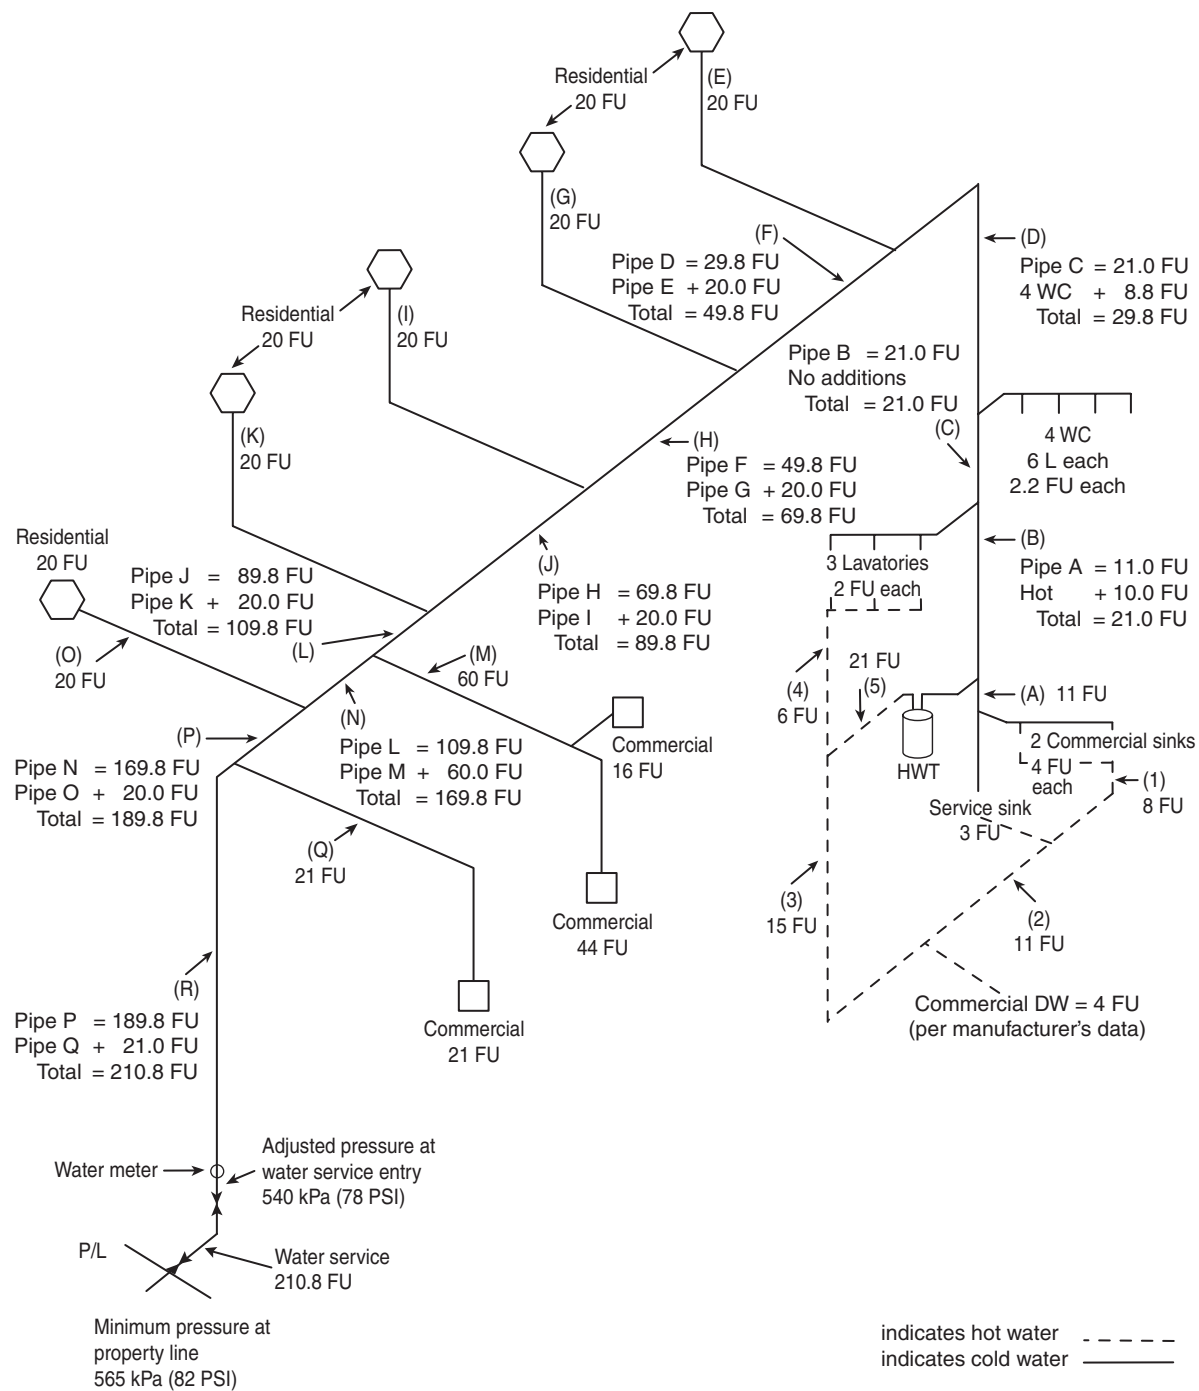 Residential
20 FU
(E)
20 FU
(G)
20 FU
(F)
Pipe D = 29.8 FU
Pipe E + 20.0 FU
Total = 49.8 FU
(D)
Pipe C = 21.0 FU
4 WC + 8.8 FU
Total = 29.8 FU
Residential
20 FU
(I)
20 FU
(K)
20 FU
Pipe B = 21.0 FU
No additions
Total = 21.0 FU
(C)
4 WC
6 L each
2.2 FU each
(H)
Pipe F = 49.8 FU
Pipe G + 20.0 FU
Total = 69.8 FU
Residential
20 FU
Pipe J = 89.8 FU
Pipe K + 20.0 FU
Total = 109.8 FU
(L)
(J)
Pipe H = 69.8 FU
Pipe I + 20.0 FU
Total = 89.8 FU
3 Lavatories
2 FU each
(B)
Pipe A = 11.0 FU
Hot + 10.0 FU
Total = 21.0 FU
(O)
20 FU
(M)
60 FU
(4)
6 FU
21 FU
(5)
(A) 11 FU
HWT
2 Commercial sinks
4 FU
each
(1)
8 FU
Service sink
3 FU
(P)
Pipe N = 169.8 FU
Pipe O + 20.0 FU
Total = 189.8 FU
(N)
Pipe L = 109.8 FU
Pipe M + 60.0 FU
Total = 169.8 FU
Commercial
16 FU
(Q)
21 FU
Commercial
44 FU
(3)
15 FU
(2)
11 FU
Commercial DW = 4 FU
(per manufacturer's data)
(R)
Pipe P = 189.8 FU
Pipe Q + 21.0 FU
Total = 210.8 FU
Commercial
21 FU
Water meter
Adjusted pressure at
water service entry
540 kPa (78 PSI)
P/L
Water service
210.8 FU
Minimum pressure at
property line
565 kPa (82 PSI)
indicates hot water
indicates cold water